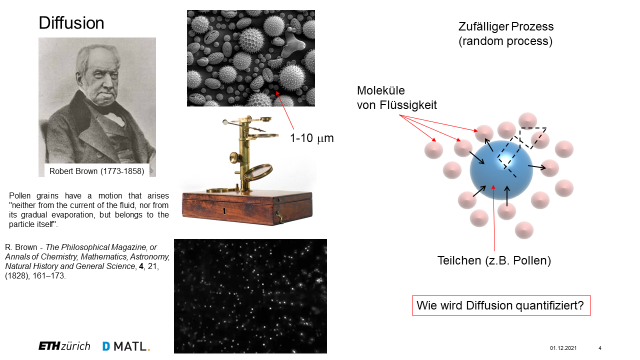 Diffusion
Robert Brown (1773-1858)
Pollen grains have a motion that arises
"neither from the current of the fluid, nor from
its gradual evaporation, but belongs to the
particle itself".
R. Brown - The Philosophical Magazine, or
Annals of Chemistry, Mathematics, Astronomy,
Natural History and General Science, 4, 21,
(1828), 161–173.
1-10 μm
1
Zufälliger Prozess
(random process)
Moleküle
von Flüssigkeit
Teilchen (z.B. Pollen)
Wie wird Diffusion quantifiziert?
ETH zürich D MATL.
01.12.2021 4